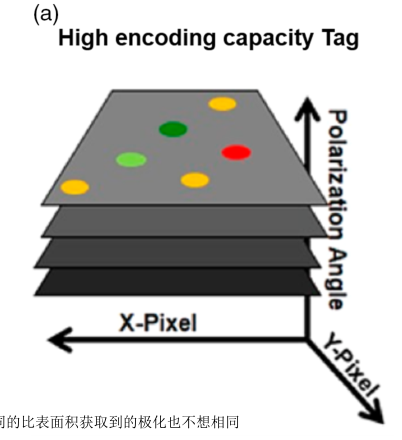 (a)
High encoding capacity Tag
Polarization Angle
X-Pixel
Y-Pixel
的比表面积获取到的极化也不想相同